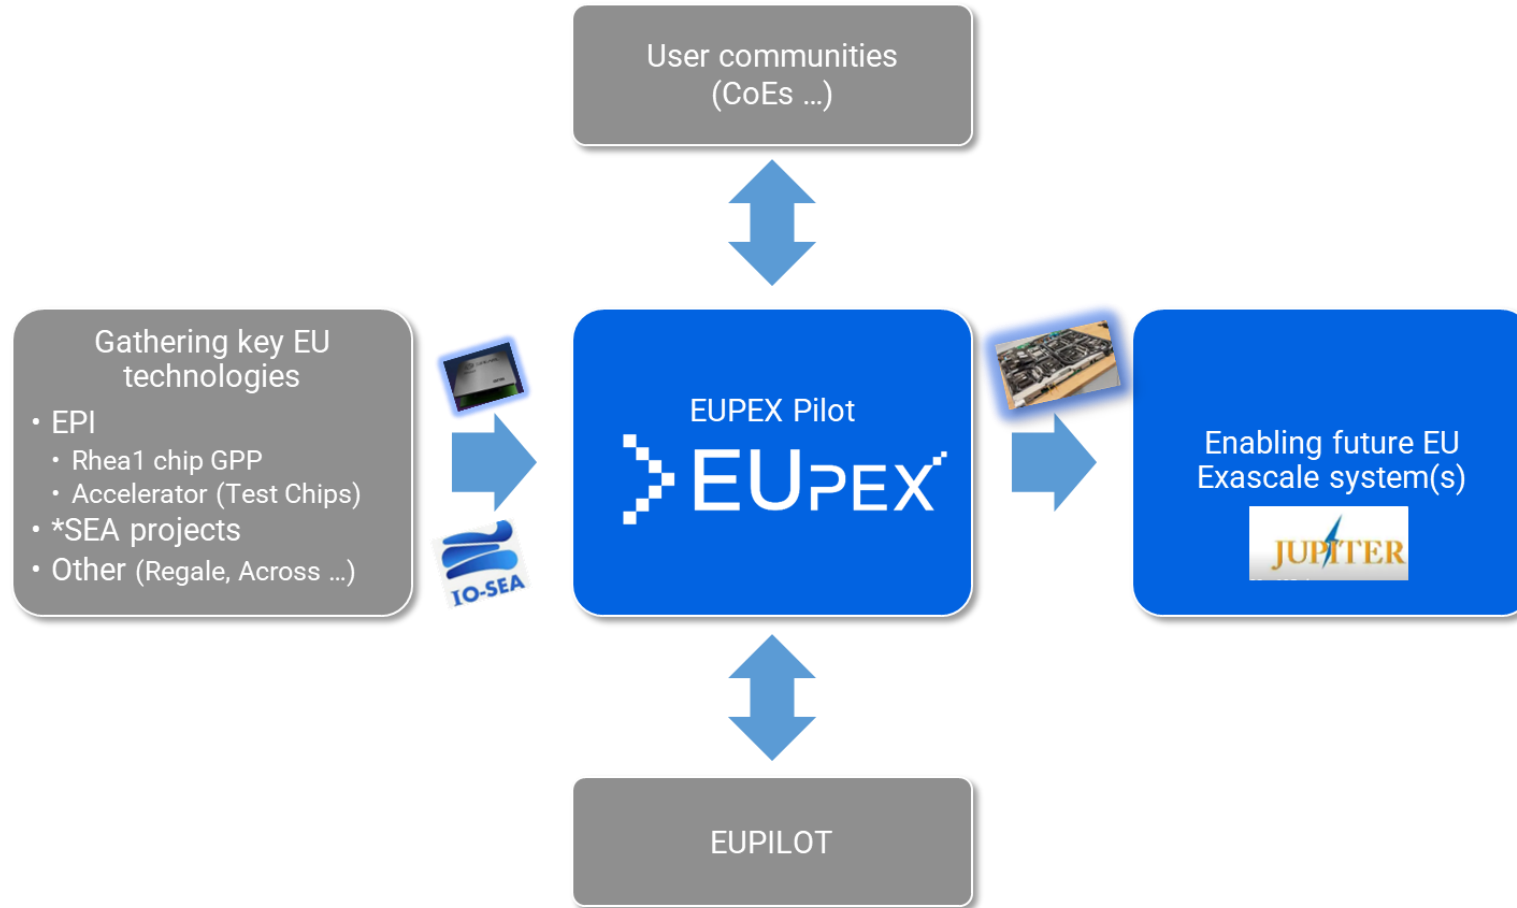 User communities
(CoEs ...)
Gathering key EU
technologies
• EPI
• Rhea1 chip GPP
• Accelerator (Test Chips)
• *SEA projects
• Other (Regale, Across ...)
IO-SEA
EUPEX Pilot
EUPEX
Enabling future EU
Exascale system(s)
JUPITER
EUPILOT